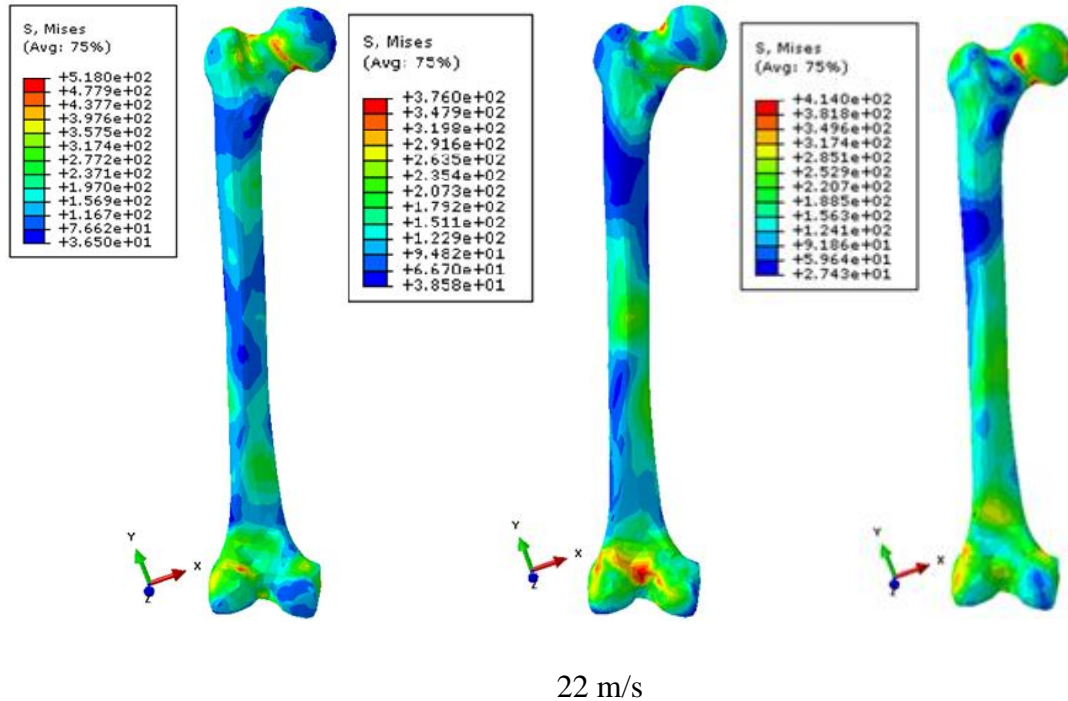 S, Mises
(Avg: 75%)
+5.180e+02
+4.779e+02
+4.377e+02
+3.976e+02
+3.575e+02
+3.174e+02
+2.772e+02
+2.371e+02
+1.970e+02
+1.569e+02
+1.167e+02
+7.662e+01
+3.650e+01
Y
X
Z
S, Mises
(Avg: 75%)
+3.760e+02
+3.479e+02
+3.198e+02
+2.916e+02
+2.635e+02
+2.354e+02
+2.073e+02
+1.792e+02
+1.511e+02
+1.229e+02
+9.482e+01
+6.670e+01
+3.858e+01
Y
X
Z
S, Mises
(Avg: 75%)
+4.140e+02
+3.818e+02
+3.496e+02
+3.174e+02
+2.851e+02
+2.529e+02
+2.207e+02
+1.885e+02
+1.563e+02
+1.241e+02
+9.186e+01
+5.964e+01
+2.743e+01
Y
X
Z
22 m/s